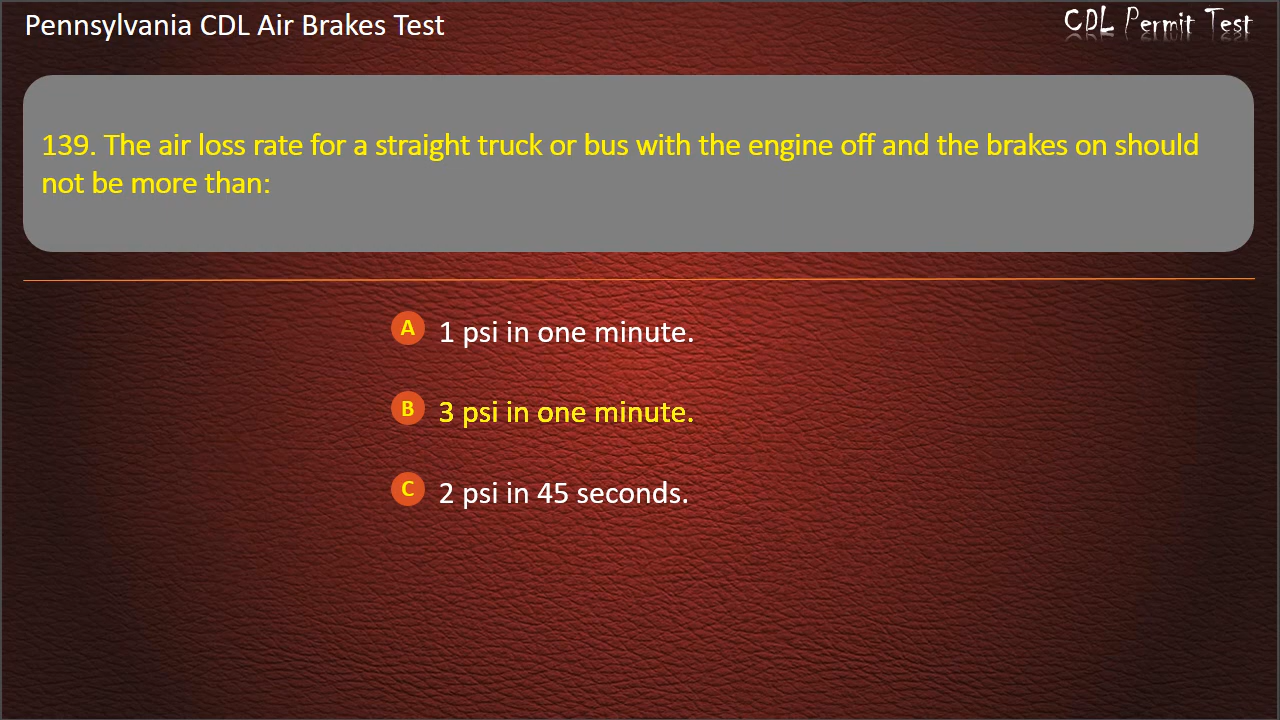 Pennsylvania CDL Air Brakes Test
CDL Permit Test
139. The air loss rate for a straight truck or bus with the engine off and the brakes on should
not be more than:
A 1 psi in one minute.
B 3 psi in one minute.
C 2 psi in 45 seconds.